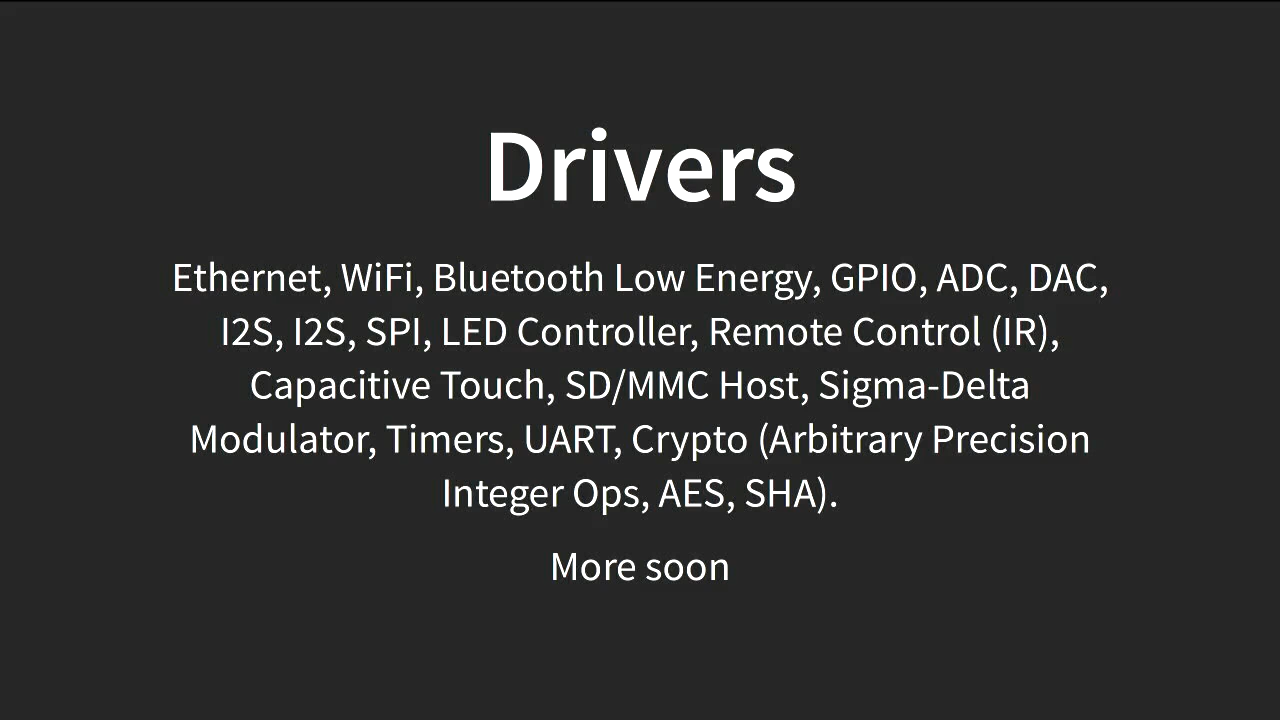 Drivers
Ethernet, WiFi, Bluetooth Low Energy, GPIO, ADC, DAC,
I2S, I2S, SPI, LED Controller, Remote Control (IR),
Capacitive Touch, SD/MMC Host, Sigma-Delta
Modulator, Timers, UART, Crypto (Arbitrary Precision
Integer Ops, AES, SHA).
More soon